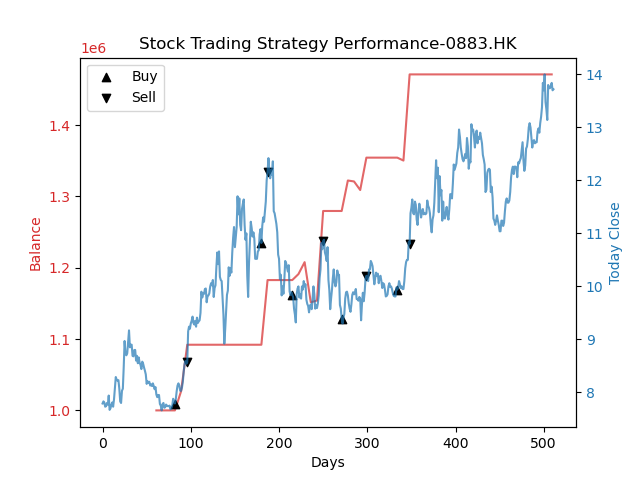 Stock Trading Strategy Performance-0883.HK
1e6
Buy
Sell
1.4
1.3
1.2
1.1
1.0
Balance
14
13
12
11
10
9
8
Today Close
0
100
200
300
400
500
Days